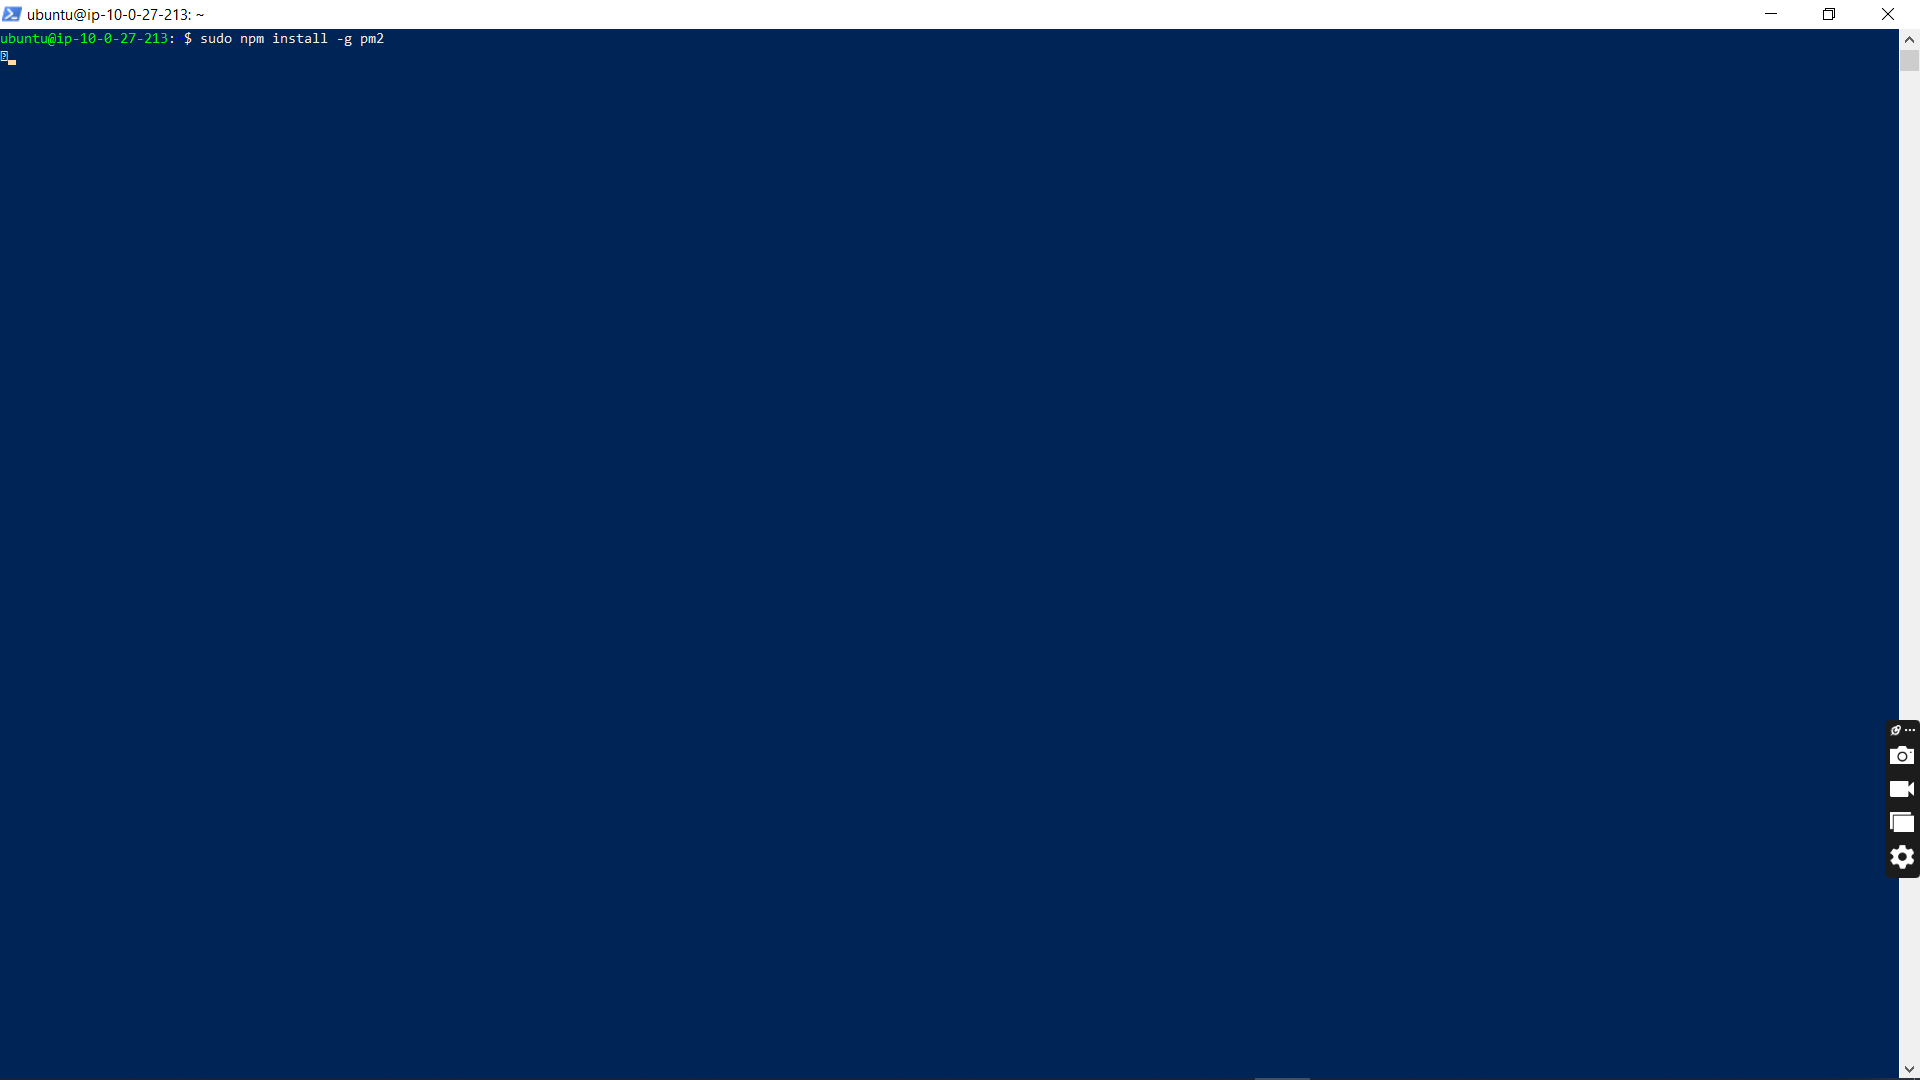 ubuntu@ip-10-0-27-213: ~
ubuntu@ip-10-0-27-213: $ sudo npm install -g pm2